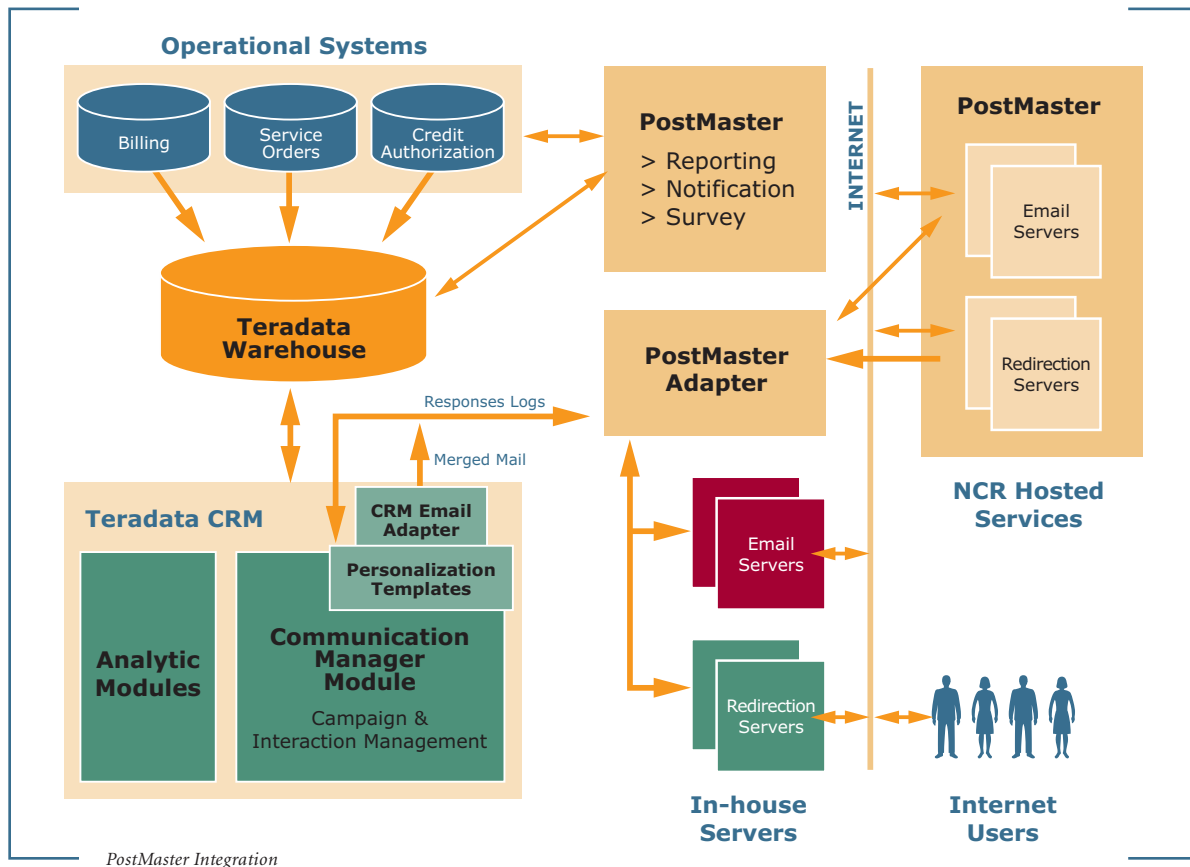 Operational Systems
Billing
Service
Orders
Credit
Authorization
PostMaster
> Reporting
> Notification
> Survey
INTERNET
PostMaster
Email
Servers
Redirection
Servers
NCR Hosted
Services
Teradata
Warehouse
PostMaster
Adapter
Responses Logs
Merged Mail
Teradata CRM
CRM Email
Adapter
Personalization
Templates
Analytic
Modules
Communication
Manager
Module
Campaign &
Interaction Management
Email
Servers
Redirection
Servers
In-house
Servers
Internet
Users
PostMaster Integration